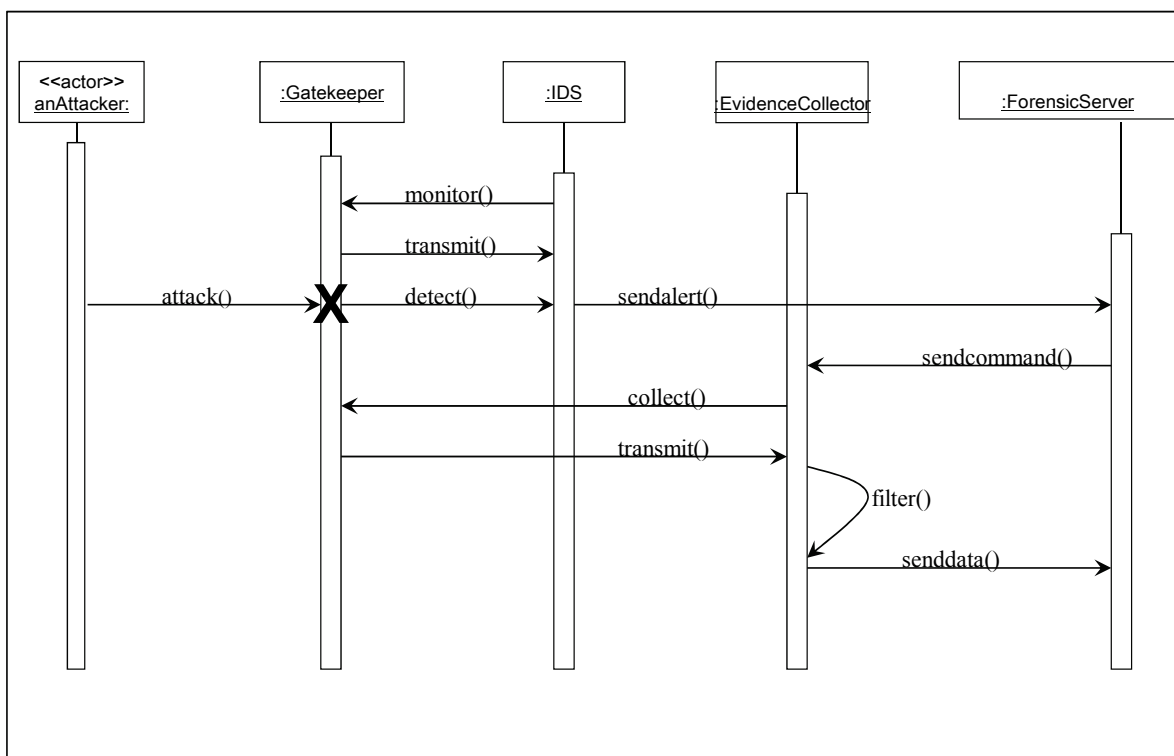 <<actor>>
anAttacker:
:Gatekeeper
:IDS
:EvidenceCollector
:ForensicServer
monitor()
transmit()
attack()
X
detect()
sendalert()
sendcommand()
collect()
transmit()
filter()
senddata()